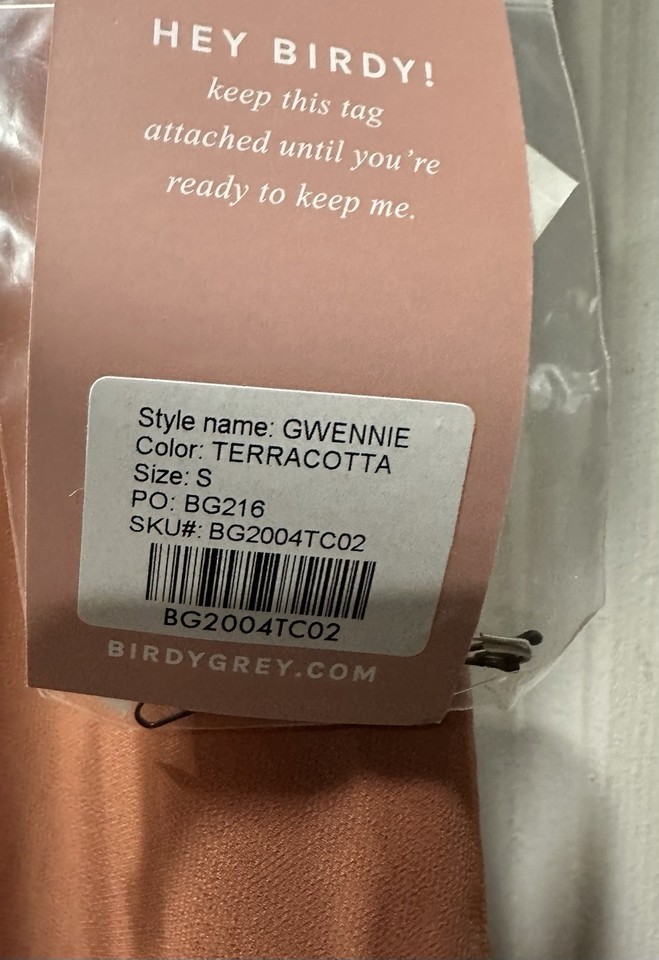 HEY BIRDY!
keep this tag
attached until you're
ready to keep me.
Style name: GWENNIE
Color: TERRACOTTA
Size: S
PO: BG216
SKU#: BG2004TC02
BG2004TC02
BIRDYGREY.COM